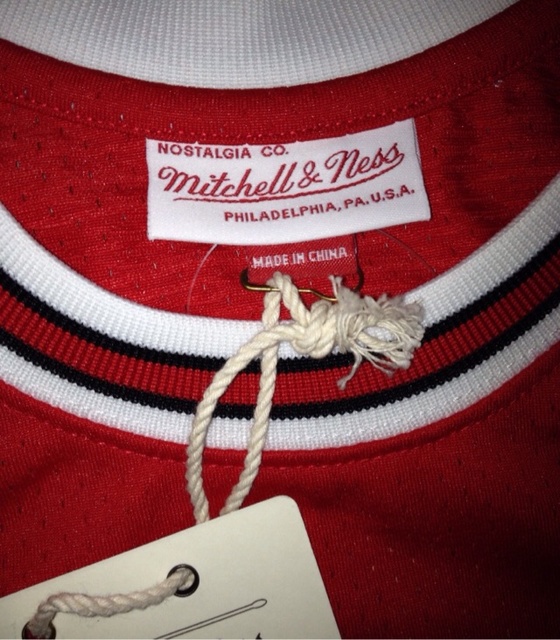 NOSTALGIA CO.
Mitchell & Ness
PHILADELPHIA, PA. U.S.A.
MADE IN CHINA